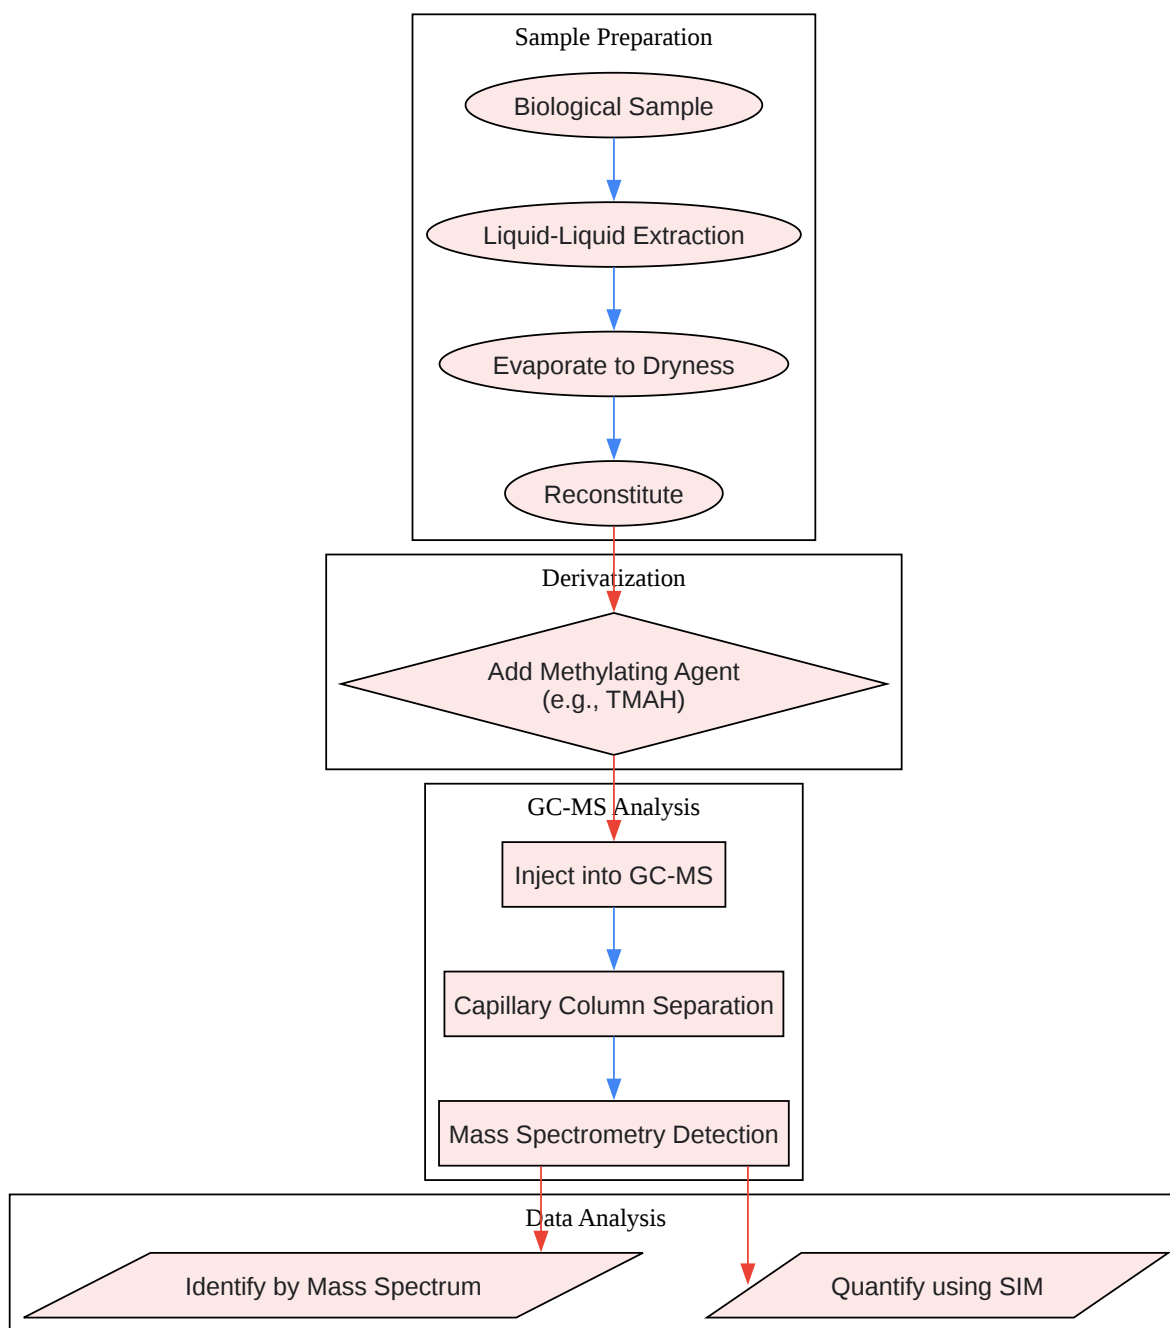 Sample Preparation
Biological Sample
Liquid-Liquid Extraction
Evaporate to Dryness
Reconstitute
Derivatization
Add Methylating Agent
(e.g., TMAH)
GC-MS Analysis
Inject into GC-MS
Capillary Column Separation
Mass Spectrometry Detection
Data Analysis
Identify by Mass Spectrum
Quantify using SIM